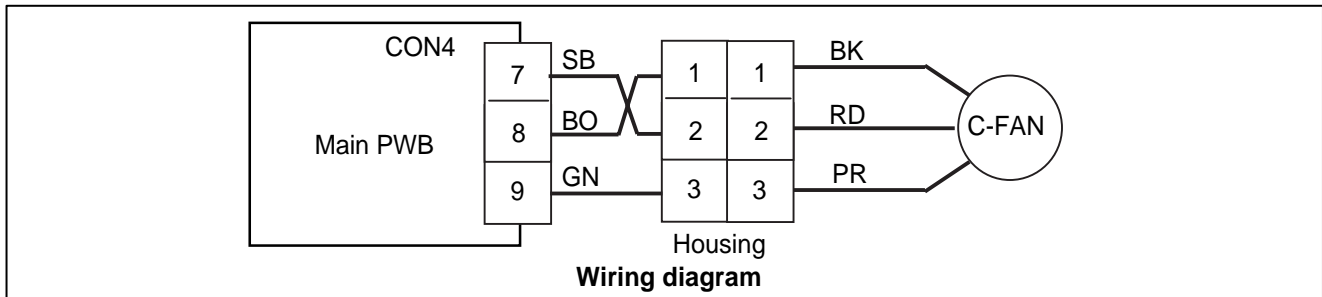 CON4
7 SB 1 1 BK
Main PWB 8 BO 2 2 RD C-FAN
9 GN 3 3 PR
Housing
Wiring diagram